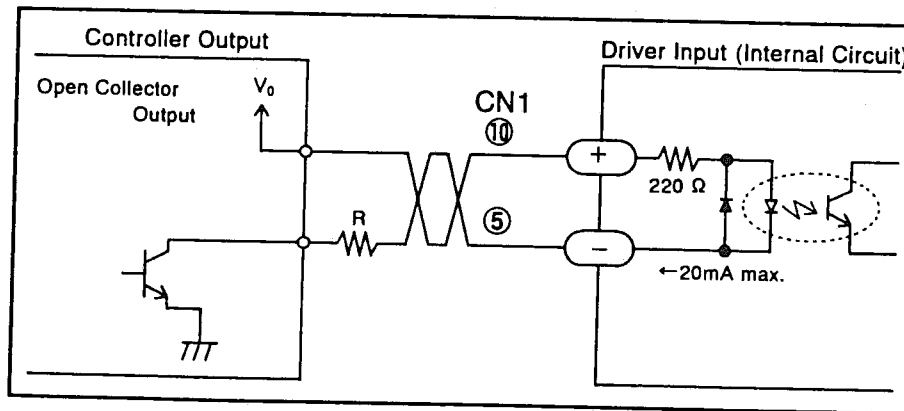 Controller Output
Driver Input (Internal Circuit)
Open Collector
Output
V₀
CN1
⑩
+
220 Ω
R
⑤
−
←20mA max.